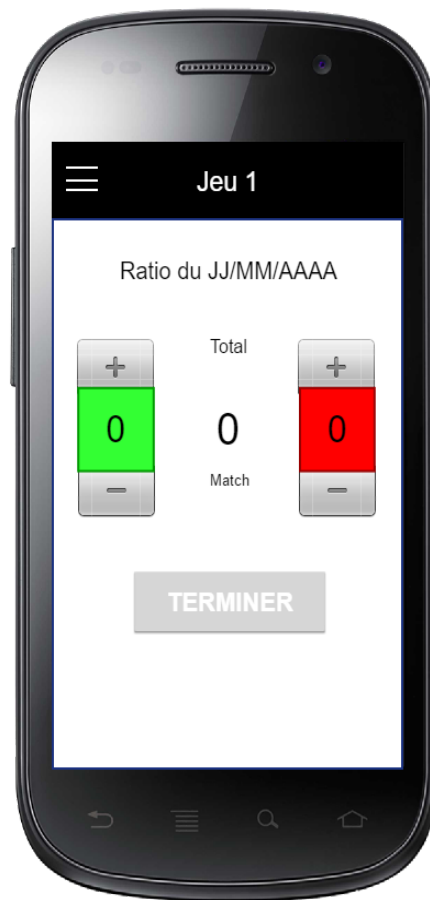 Jeu 1
Ratio du JJ/MM/AAAA
Total
+ +
0 0 0
Match
− −
TERMINER